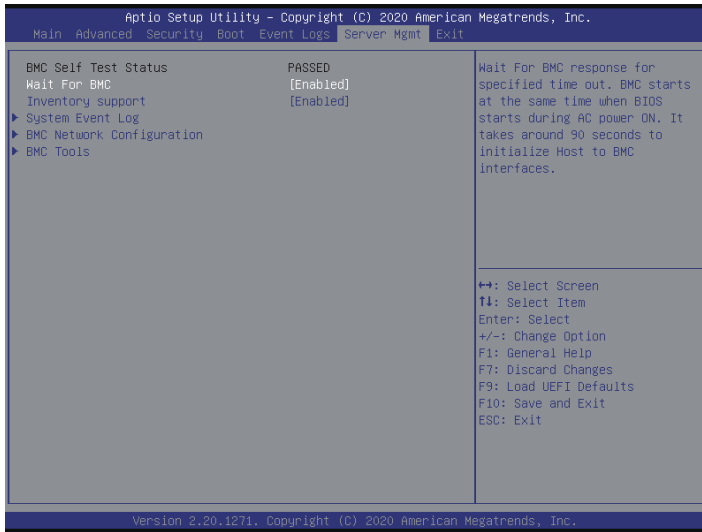 Aptio Setup Utility – Copyright (C) 2020 American Megatrends, Inc.
Main Advanced Security Boot Event Logs Server Mgmt Exit
BMC Self Test Status PASSED
Wait For BMC [Enabled]
Inventory support [Enabled]
System Event Log
BMC Network Configuration
BMC Tools
Wait For BMC response for
specified time out. BMC starts
at the same time when BIOS
starts during AC power ON. It
takes around 90 seconds to
initialize Host to BMC
interfaces.
↔: Select Screen
↑↓: Select Item
Enter: Select
+/-: Change Option
F1: General Help
F7: Discard Changes
F9: Load UEFI Defaults
F10: Save and Exit
ESC: Exit
Version 2.20.1271. Copyright (C) 2020 American Megatrends, Inc.